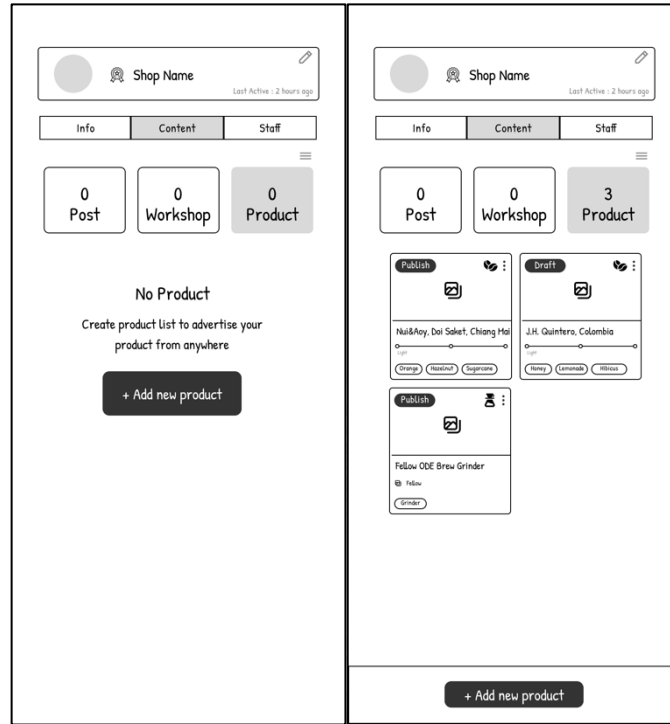 Shop Name
Last Active : 2 hours ago
Info
Content
Staff
0
Post
0
Workshop
0
Product
No Product
Create product list to advertise your
product from anywhere
+ Add new product
Shop Name
Last Active : 2 hours ago
Info
Content
Staff
0
Post
0
Workshop
3
Product
Publish
Nui&Aoy, Doi Saket, Chiang Mai
Light
Orange
Hazelnut
Sugarcane
Draft
J.H. Quintero, Colombia
Light
Honey
Lemonade
Hibicus
Publish
Fellow ODE Brew Grinder
Fellow
Grinder
+ Add new product